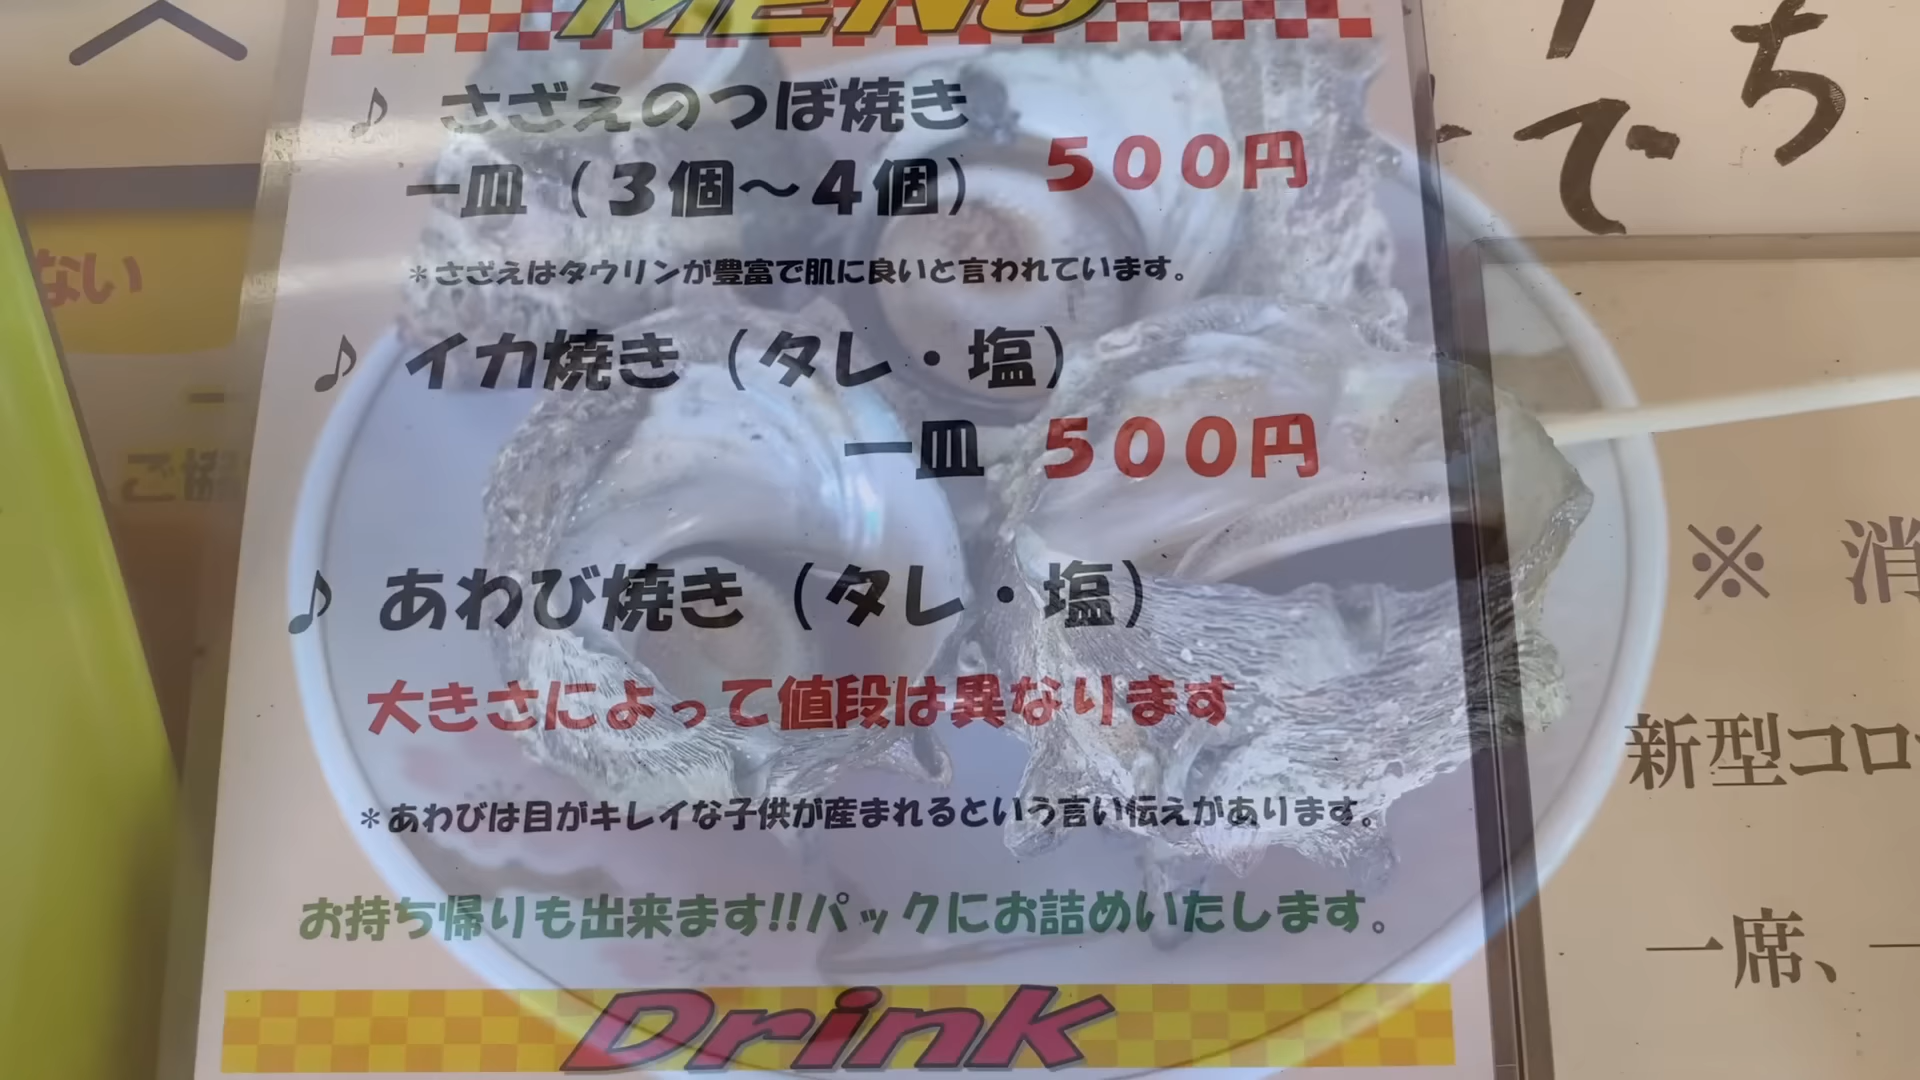 MENU
♪ さざえのつぼ焼き
一皿（３個〜４個） ５００円
＊さざえはタウリンが豊富で肌に良いと言われています。
♪ イカ焼き（タレ・塩）
一皿 ５００円
♪ あわび焼き（タレ・塩）
大きさによって値段は異なります
＊あわびは目がキレイな子供が産まれるという言い伝えがあります。
お持ち帰りも出来ます!!パックにお詰めいたします。
Drink
へ
ない
ち
で
※ 消
新型コロ
一席、一